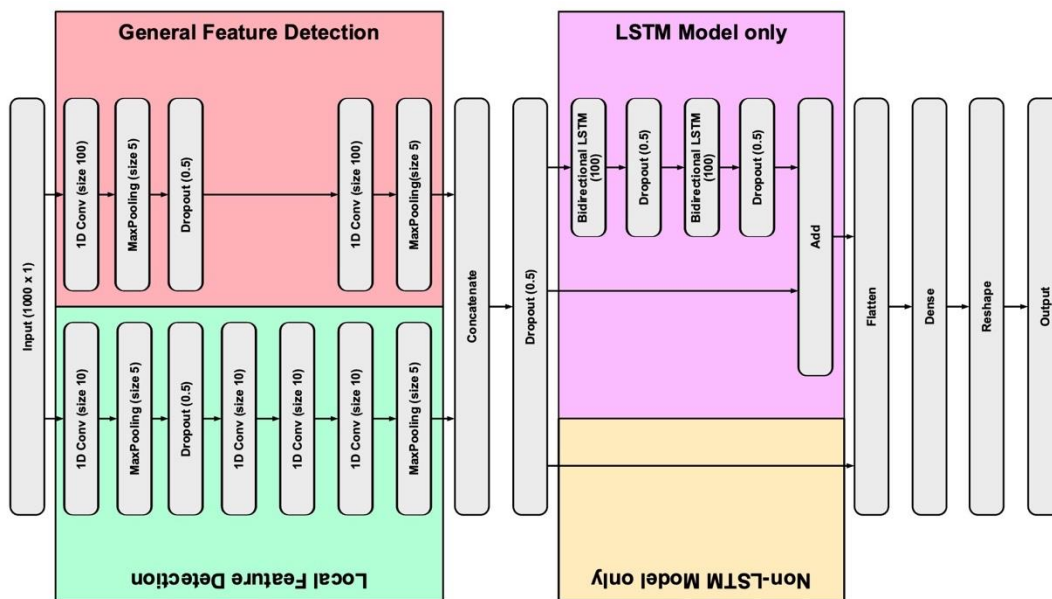 General Feature Detection
LSTM Model only
Input (1000 x 1)
1D Conv (size 100)
MaxPooling (size 5)
Dropout (0.5)
1D Conv (size 100)
MaxPooling(size 5)
1D Conv (size 10)
MaxPooling (size 5)
Dropout (0.5)
1D Conv (size 10)
1D Conv (size 10)
1D Conv (size 10)
MaxPooling (size 5)
Local Feature Detection
Concatenate
Dropout (0.5)
Bidirectional LSTM
(100)
Dropout (0.5)
Bidirectional LSTM
(100)
Dropout (0.5)
Add
Non-LSTM Model only
Flatten
Dense
Reshape
Output